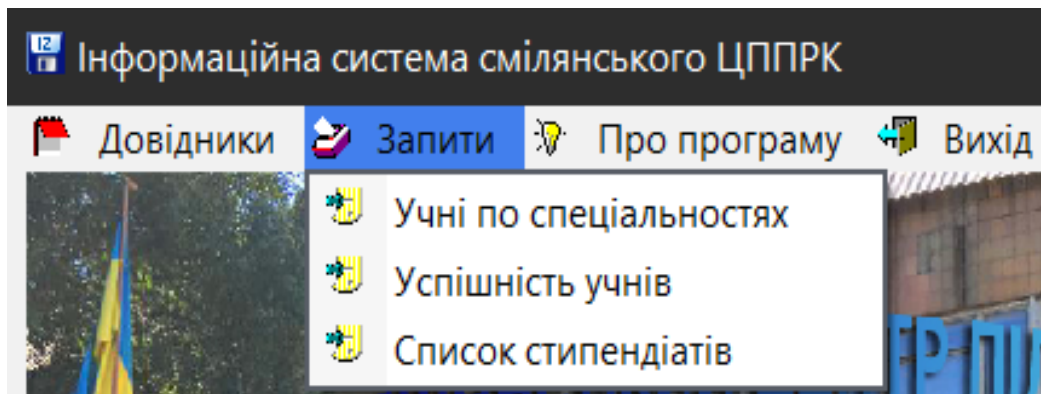 Інформаційна система смілянського ЦППРК
Довідники Запити Про програму Вихід
Учні по спеціальностях
Успішність учнів
Список стипендіатів